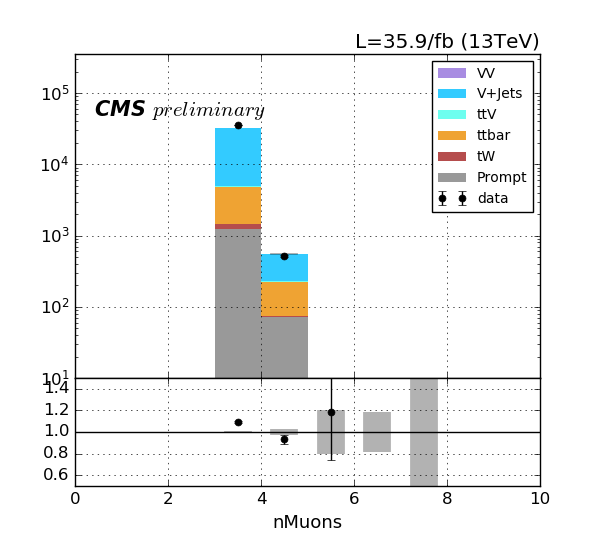 L=35.9/fb (13TeV)
CMS preliminary
VV
V+Jets
ttV
ttbar
tW
Prompt
data
10^5
10^4
10^3
10^2
10^1
1.4
1.2
1.0
0.8
0.6
0 2 4 6 8 10
nMuons